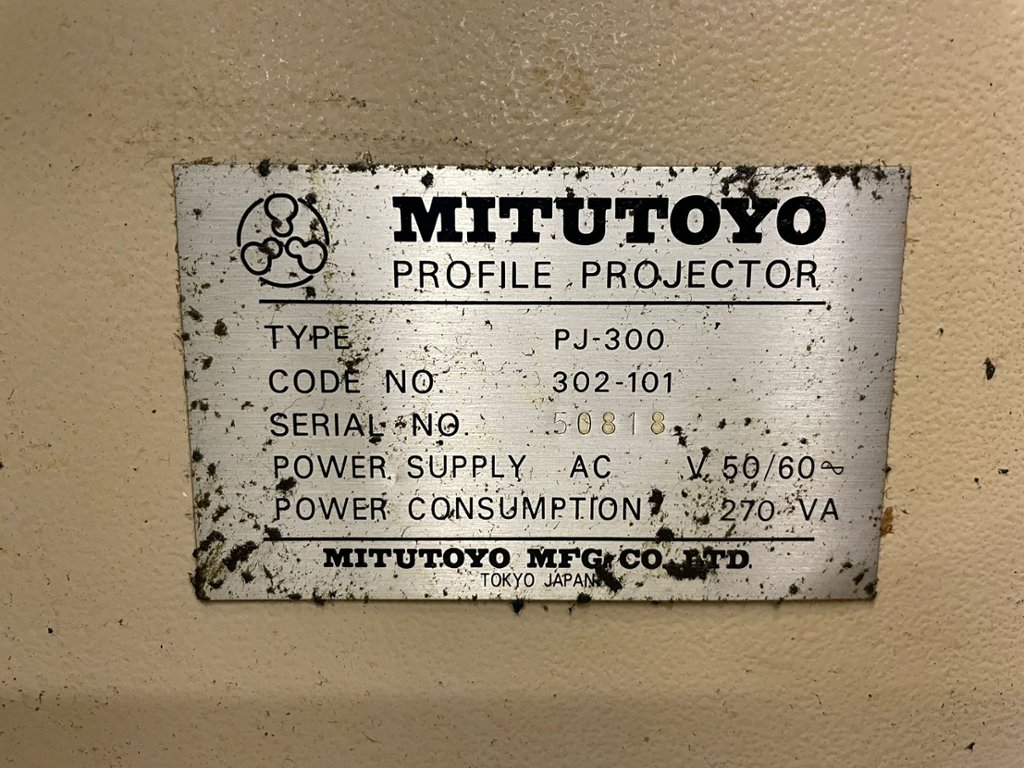 MITUTOYO
PROFILE PROJECTOR
TYPE PJ-300
CODE NO. 302-101
SERIAL NO. 50818
POWER SUPPLY AC V 50/60~
POWER CONSUMPTION 270 VA
MITUTOYO MFG. CO. LTD.
TOKYO JAPAN